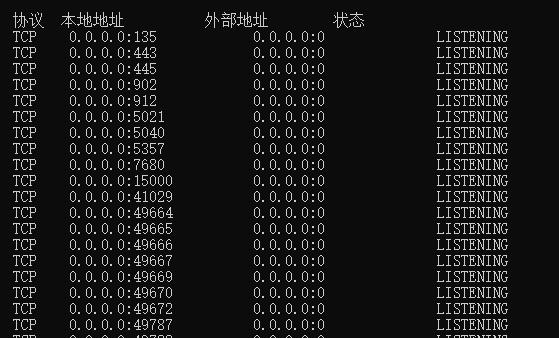 协议 本地地址 外部地址 状态
TCP 0.0.0.0:135 0.0.0.0:0 LISTENING
TCP 0.0.0.0:443 0.0.0.0:0 LISTENING
TCP 0.0.0.0:445 0.0.0.0:0 LISTENING
TCP 0.0.0.0:902 0.0.0.0:0 LISTENING
TCP 0.0.0.0:912 0.0.0.0:0 LISTENING
TCP 0.0.0.0:5021 0.0.0.0:0 LISTENING
TCP 0.0.0.0:5040 0.0.0.0:0 LISTENING
TCP 0.0.0.0:5357 0.0.0.0:0 LISTENING
TCP 0.0.0.0:7680 0.0.0.0:0 LISTENING
TCP 0.0.0.0:15000 0.0.0.0:0 LISTENING
TCP 0.0.0.0:41029 0.0.0.0:0 LISTENING
TCP 0.0.0.0:49664 0.0.0.0:0 LISTENING
TCP 0.0.0.0:49665 0.0.0.0:0 LISTENING
TCP 0.0.0.0:49666 0.0.0.0:0 LISTENING
TCP 0.0.0.0:49667 0.0.0.0:0 LISTENING
TCP 0.0.0.0:49669 0.0.0.0:0 LISTENING
TCP 0.0.0.0:49670 0.0.0.0:0 LISTENING
TCP 0.0.0.0:49672 0.0.0.0:0 LISTENING
TCP 0.0.0.0:49787 0.0.0.0:0 LISTENING